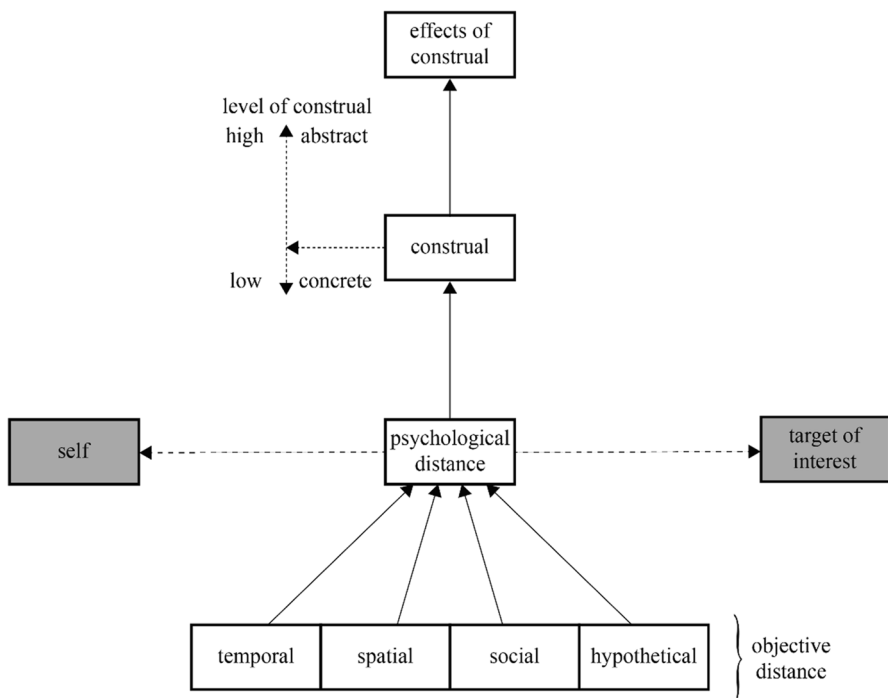 effects of
construal
level of construal
high abstract
construal
low concrete
self
psychological
distance
target of
interest
temporal spatial social hypothetical
objective
distance